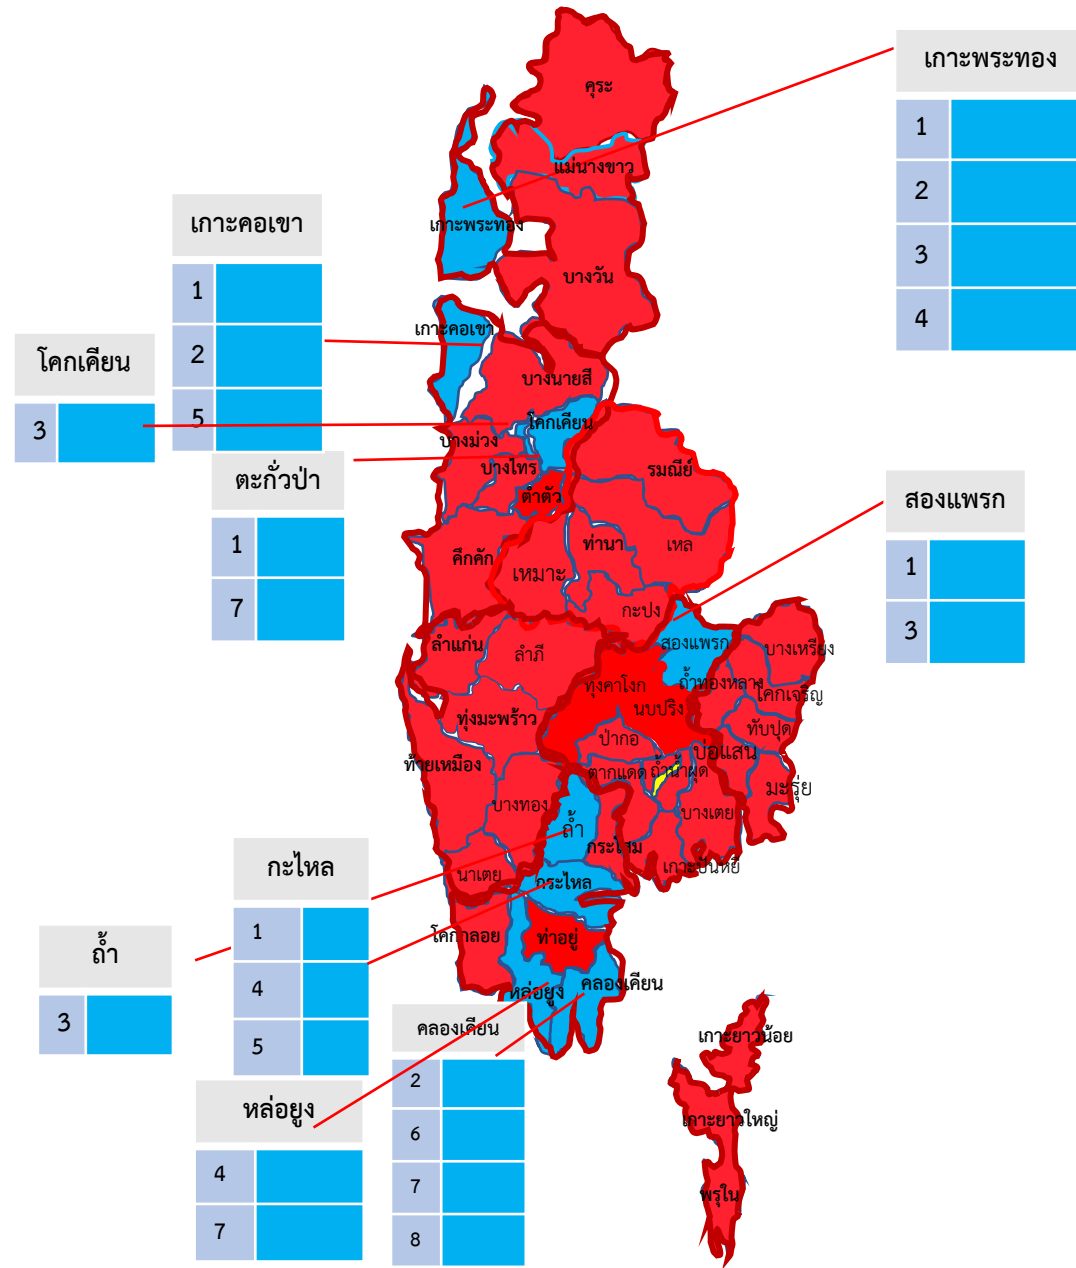 คุระ
เกาะพระทอง
1
2
3
4
แม่นางขาว
เกาะพระทอง
บางวัน
เกาะคอเขา
1
2
5
เกาะคอเขา
โคกเคียน
3
บางนายสี
โคกเคียน
บางม่วง
บางไทร
ตำตัว
รมณีย์
ตะกั่วป่า
1
7
สองแพรก
1
3
คึกคัก
เหมาะ
ท่านา
เหล
กะปง
ลำแก่น
ลำภี
สองแพรก
บางเหรียง
ทุงคาโงก
ถ้ำทองหลาง
โคกเจริญ
นบปริง
ทุ่งมะพร้าว
ทับปุด
ป่ากอ
บ่อแสน
ท้ายเหมือง
ตากแดด
ถ้ำน้ำผุด
มะรุ่ย
บางทอง
บางเตย
ถ้ำ
กระโสม
เกาะปันหยี
นาเตย
กระไหล
กะไหล
1
4
5
ถ้ำ
3
โคกลอย
ท่าอยู่
หล่อยูง
คลองเคียน
คลองเคียน
2
6
7
8
หล่อยูง
4
7
เกาะยาวน้อย
เกาะยาวใหญ่
พรุใน